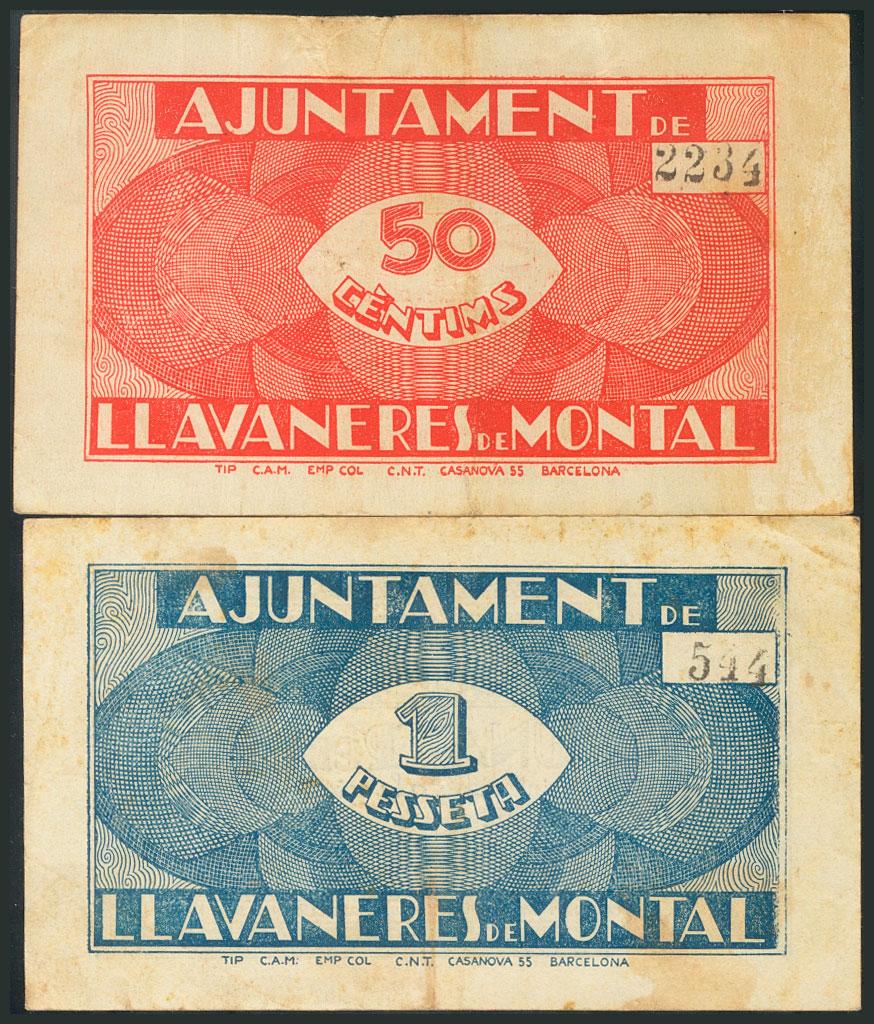 AJUNTAMENT DE
2234
50
CÈNTIMS
LLAVANERES DE MONTAL
TIP C.A.M. EMP COL C.N.T. CASANOVA 55 BARCELONA
AJUNTAMENT DE
544
1
PESSETA
LLAVANERES DE MONTAL
TIP C.A.M. EMP COL C.N.T. CASANOVA 55 BARCELONA